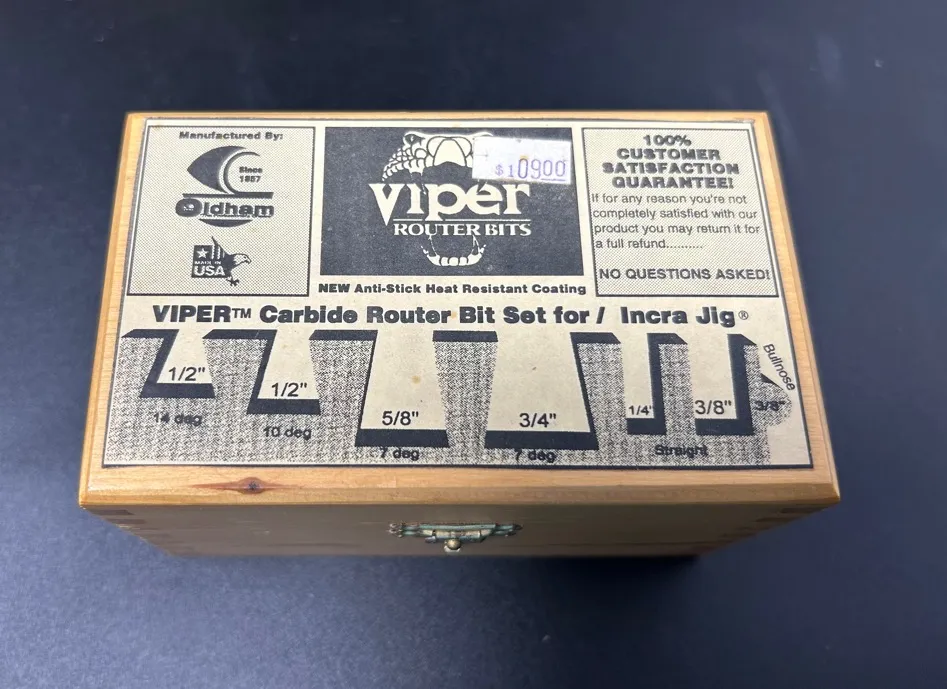 Manufactured By:
Since
1857
Oldham
MADE IN
USA
$109.00
viper
ROUTER BITS
NEW Anti-Stick Heat Resistant Coating
100%
CUSTOMER
SATISFACTION
GUARANTEE!
If for any reason you're not
completely satisfied with our
product you may return it for
a full refund..........
NO QUESTIONS ASKED!
VIPER™ Carbide Router Bit Set for / Incra Jig®
1/2"
14 deg
1/2"
10 deg
5/8"
7 deg
3/4"
7 deg
1/4"
3/8"
Straight
Bullnose
3/8"